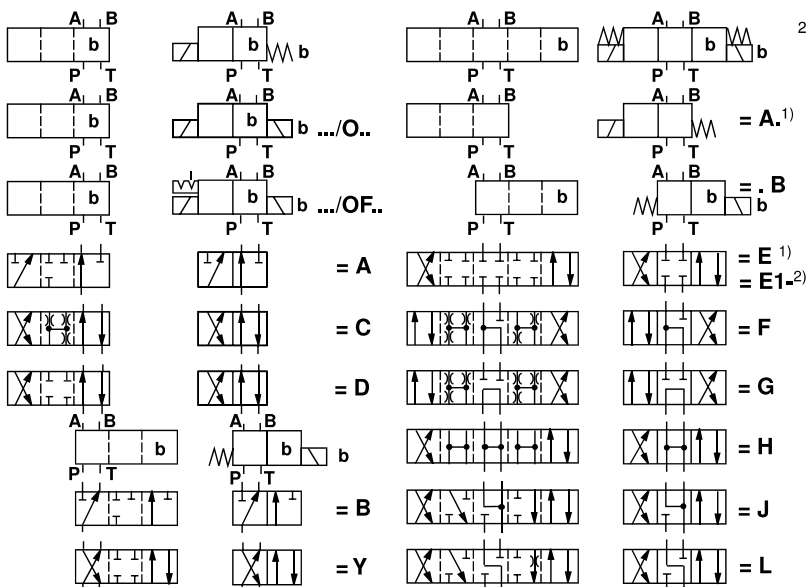 A B A B A B A B 2
b b b b b
P T P T P T P T
A B A B A B A B
b b b .../O.. = A.1)
P T P T P T P T
A B A B A B A B
b b b .../OF.. b b b = . B
P T P T P T P T
= A = E 1)
= E1-2)
= C = F
= D = G
A B A B
b b b = H
P T P T
= B = J
= Y = L